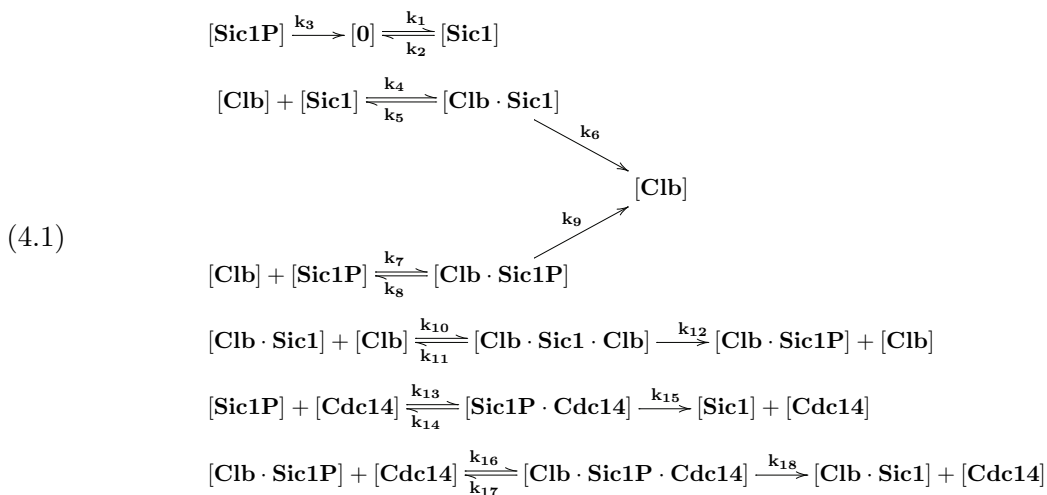 [Sic1P] k3 [0] k1 k2 [Sic1]
[Clb] + [Sic1] k4 k5 [Clb · Sic1]
k6
[Clb]
(4.1)
k9
[Clb] + [Sic1P] k7 k8 [Clb · Sic1P]
[Clb · Sic1] + [Clb] k10 k11 [Clb · Sic1 · Clb] k12 [Clb · Sic1P] + [Clb]
[Sic1P] + [Cdc14] k13 k14 [Sic1P · Cdc14] k15 [Sic1] + [Cdc14]
[Clb · Sic1P] + [Cdc14] k16 k17 [Clb · Sic1P · Cdc14] k18 [Clb · Sic1] + [Cdc14]